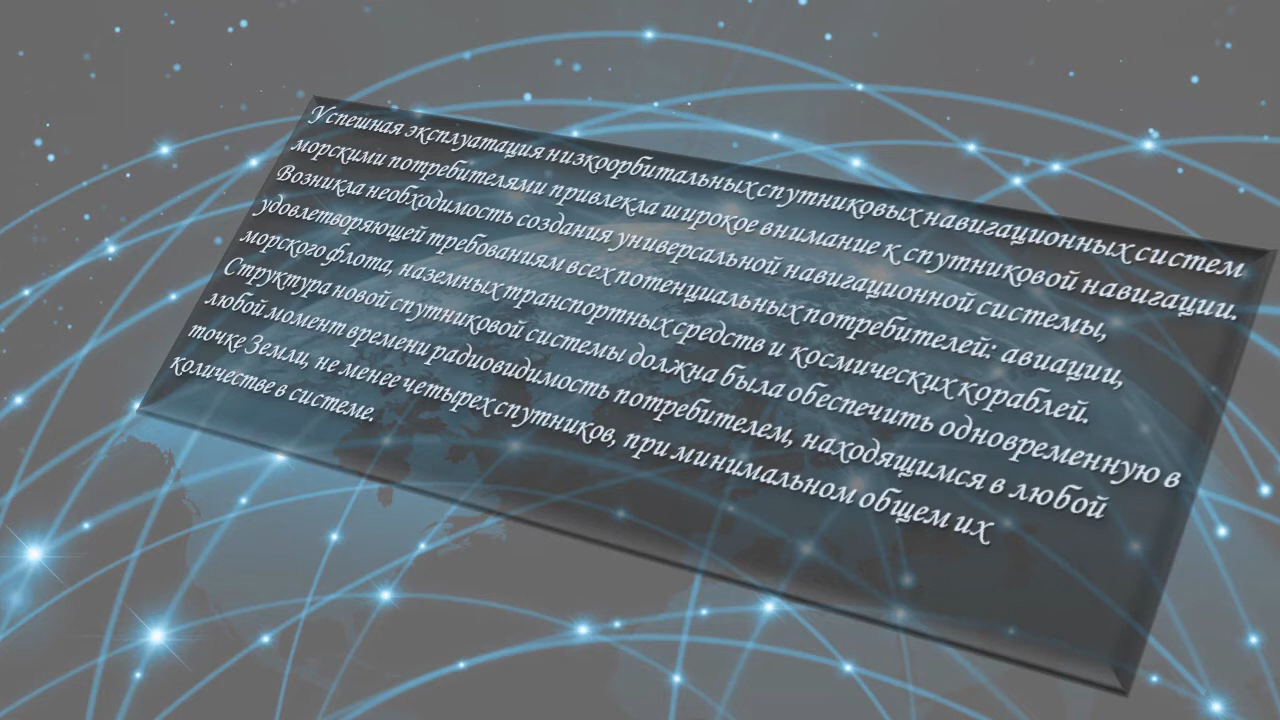 Успешная эксплуатация низкоорбитальных спутниковых навигационных систем
морскими потребителями привлекла широкое внимание к спутниковой навигации.
Возникла необходимость создания универсальной навигационной системы,
удовлетворяющей требованиям всех потенциальных потребителей: авиации,
морского флота, наземных транспортных средств и космических кораблей.
Структура новой спутниковой системы должна была обеспечить одновременную в
любой момент времени радиовидимость потребителем, находящимся в любой
точке Земли, не менее четырех спутников, при минимальном общем их
количестве в системе.